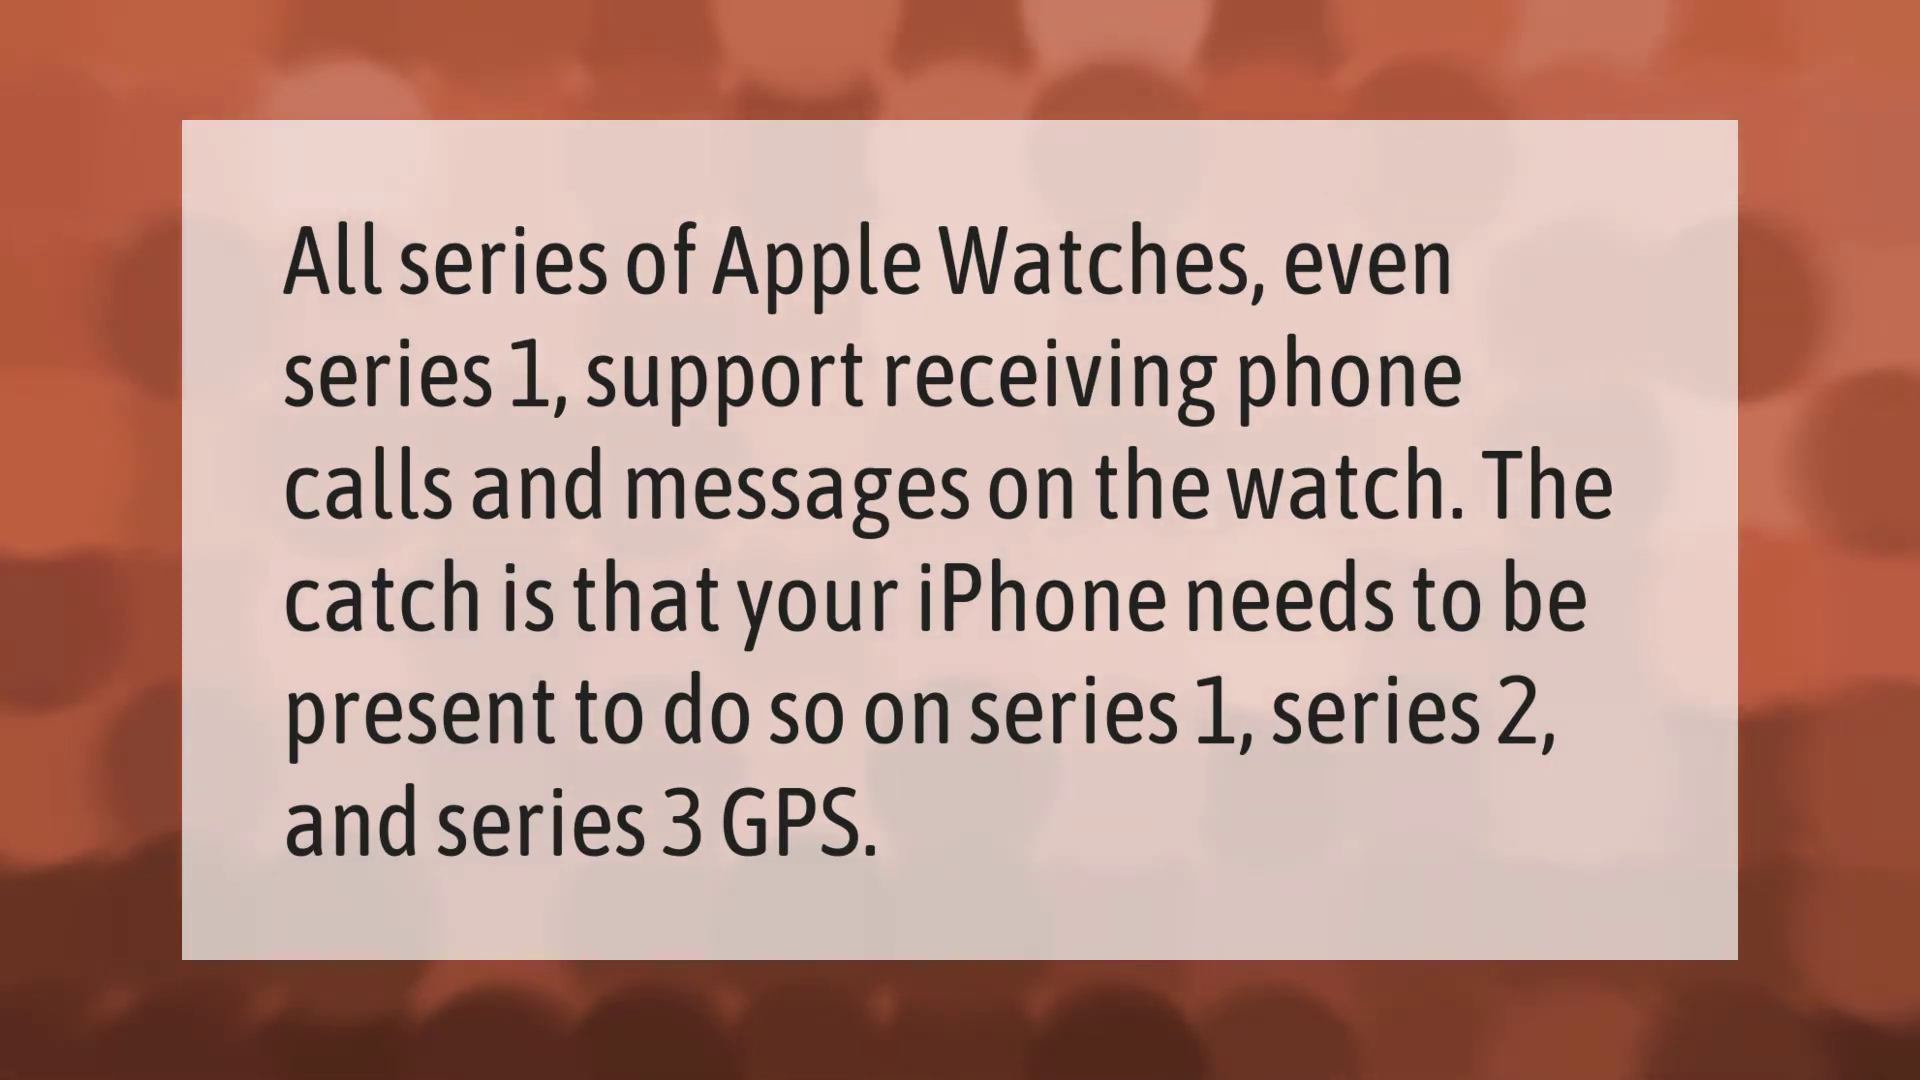 All series of Apple Watches, even
series 1, support receiving phone
calls and messages on the watch. The
catch is that your iPhone needs to be
present to do so on series 1, series 2,
and series 3 GPS.